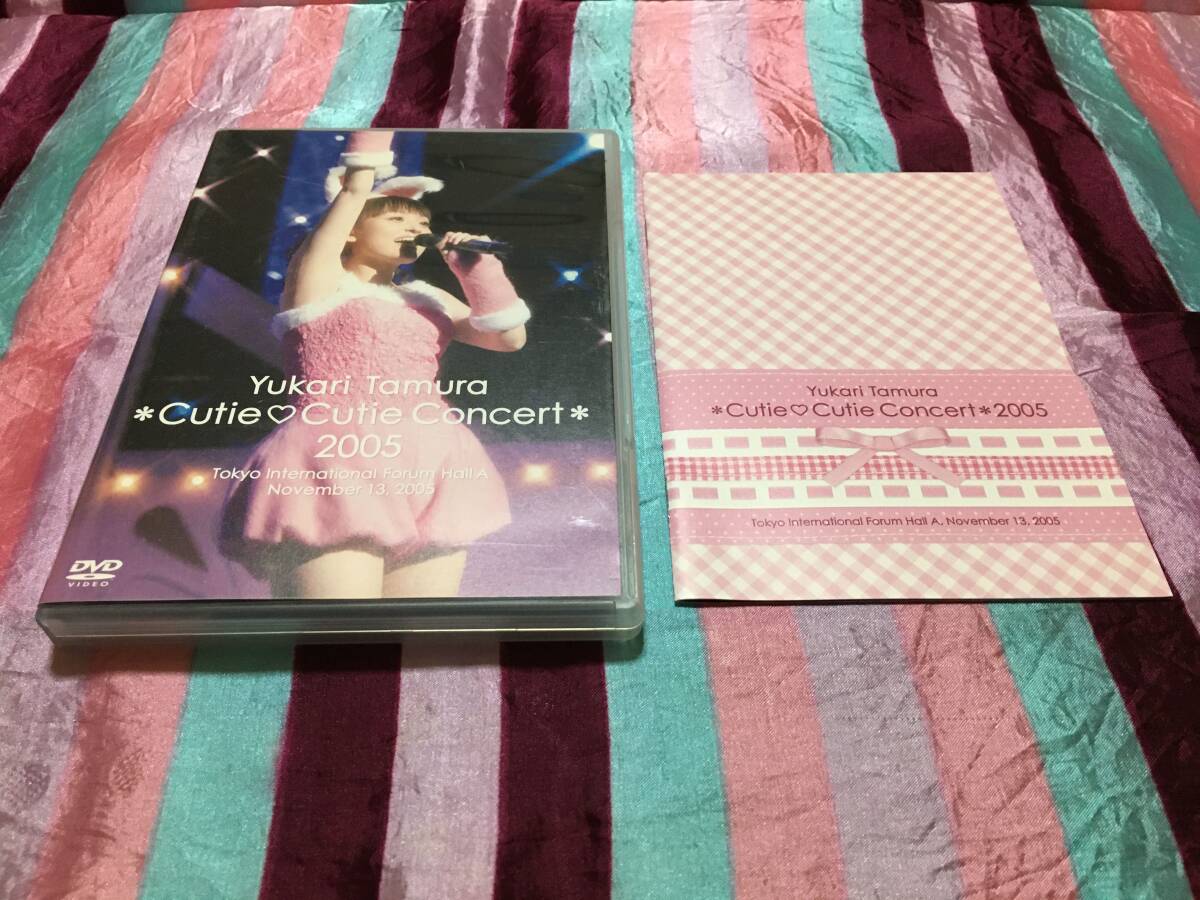 Yukari Tamura
*Cutie♡Cutie Concert*
2005
Tokyo International Forum Hall A
November 13, 2005
DVD
VIDEO
Yukari Tamura
*Cutie♡Cutie Concert*2005
Tokyo International Forum Hall A, November 13, 2005